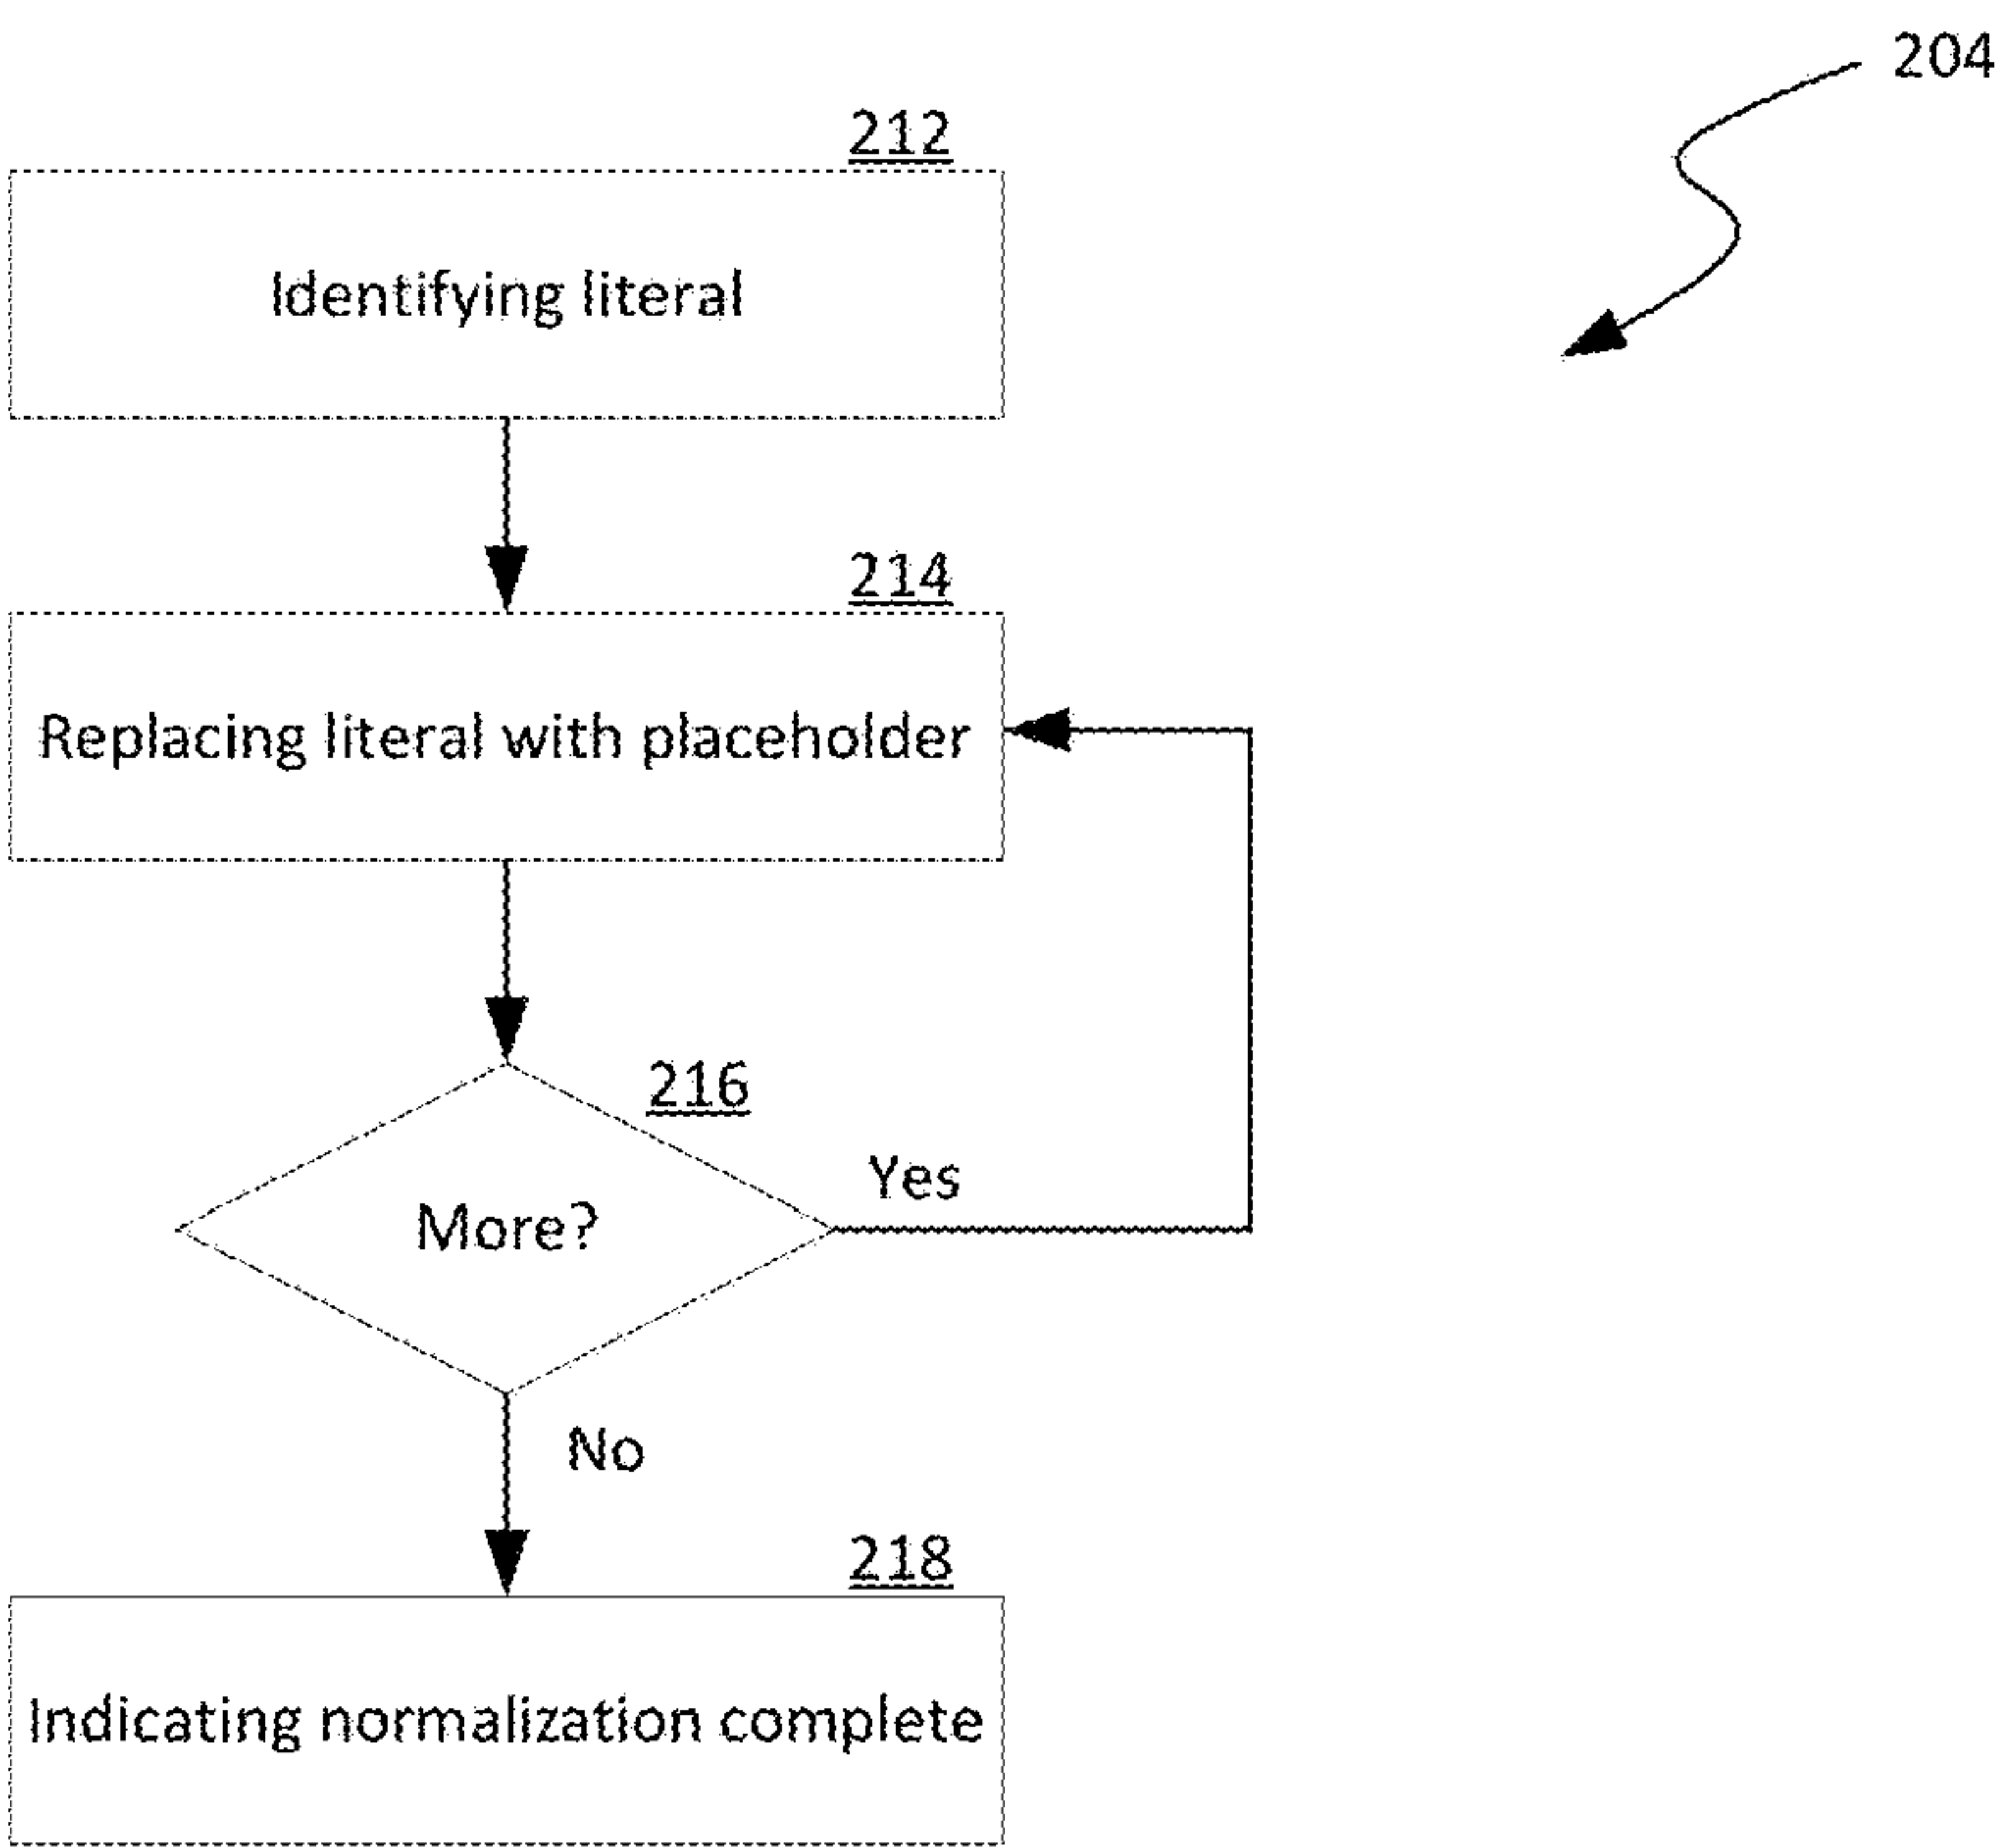 204
212
Identifying literal
214
Replacing literal with placeholder
216
Yes
More?
No
218
Indicating normalization complete